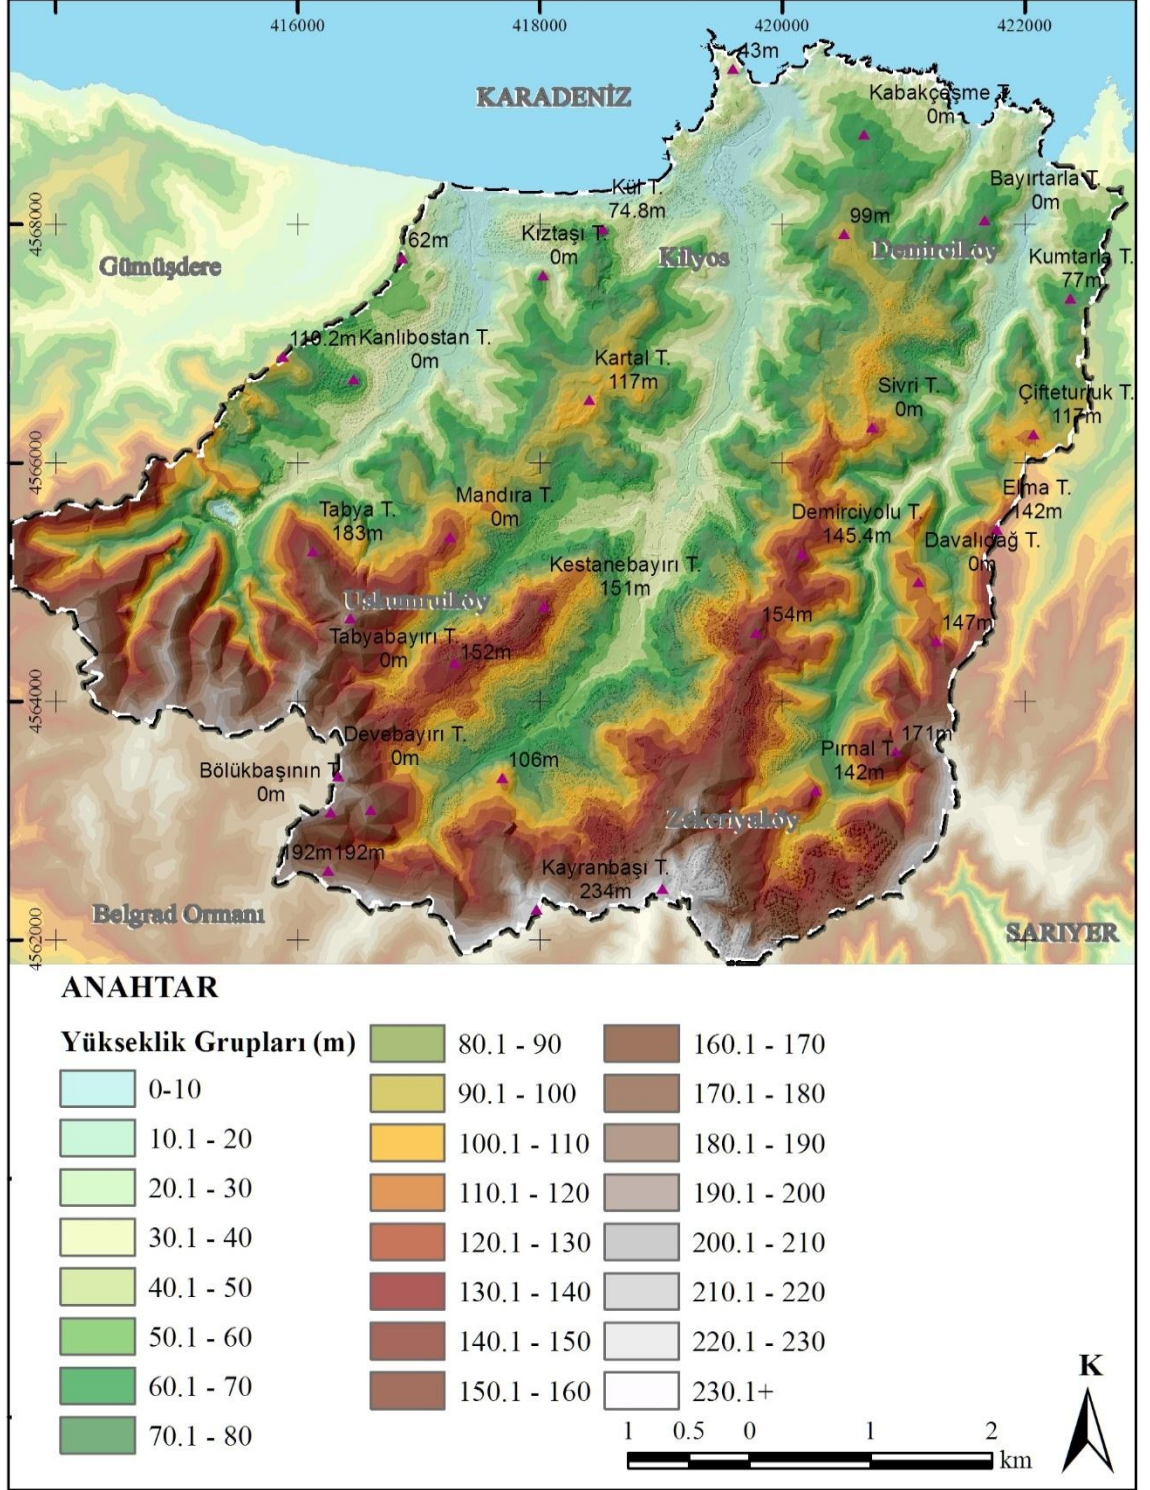 416000
418000
420000
422000
43m
KARADENİZ
Kabakçeşme T.
0m
Bayırtarla T.
0m
Kül T.
74.8m
4568000
62m
Kıztaşı T.
0m
99m
Kilyos
Demirciköy
Kumtarla T.
77m
Gümüşdere
110.2m
Kanlıbostan T.
0m
Kartal T.
117m
Sivri T.
0m
Çifteturluk T.
117m
4566000
Mandıra T.
0m
Tabya T.
183m
Elma T.
142m
Demirciyolu T.
145.4m
Davalıdağ T.
0m
Kestanebayırı T.
151m
Uskumruiköy
154m
147m
Tabyabayırı T.
0m
152m
4564000
Devebayırı T.
0m
106m
171m
Pırnal T.
142m
Bölükbaşının T.
0m
Zekeriyaköy
192m
192m
Kayranbaşı T.
234m
Belgrad Ormanı
4562000
SARIYER
ANAHTAR
Yükseklik Grupları (m)
0-10
10.1 - 20
20.1 - 30
30.1 - 40
40.1 - 50
50.1 - 60
60.1 - 70
70.1 - 80
80.1 - 90
90.1 - 100
100.1 - 110
110.1 - 120
120.1 - 130
130.1 - 140
140.1 - 150
150.1 - 160
160.1 - 170
170.1 - 180
180.1 - 190
190.1 - 200
200.1 - 210
210.1 - 220
220.1 - 230
230.1+
K
1 0.5 0 1 2
km